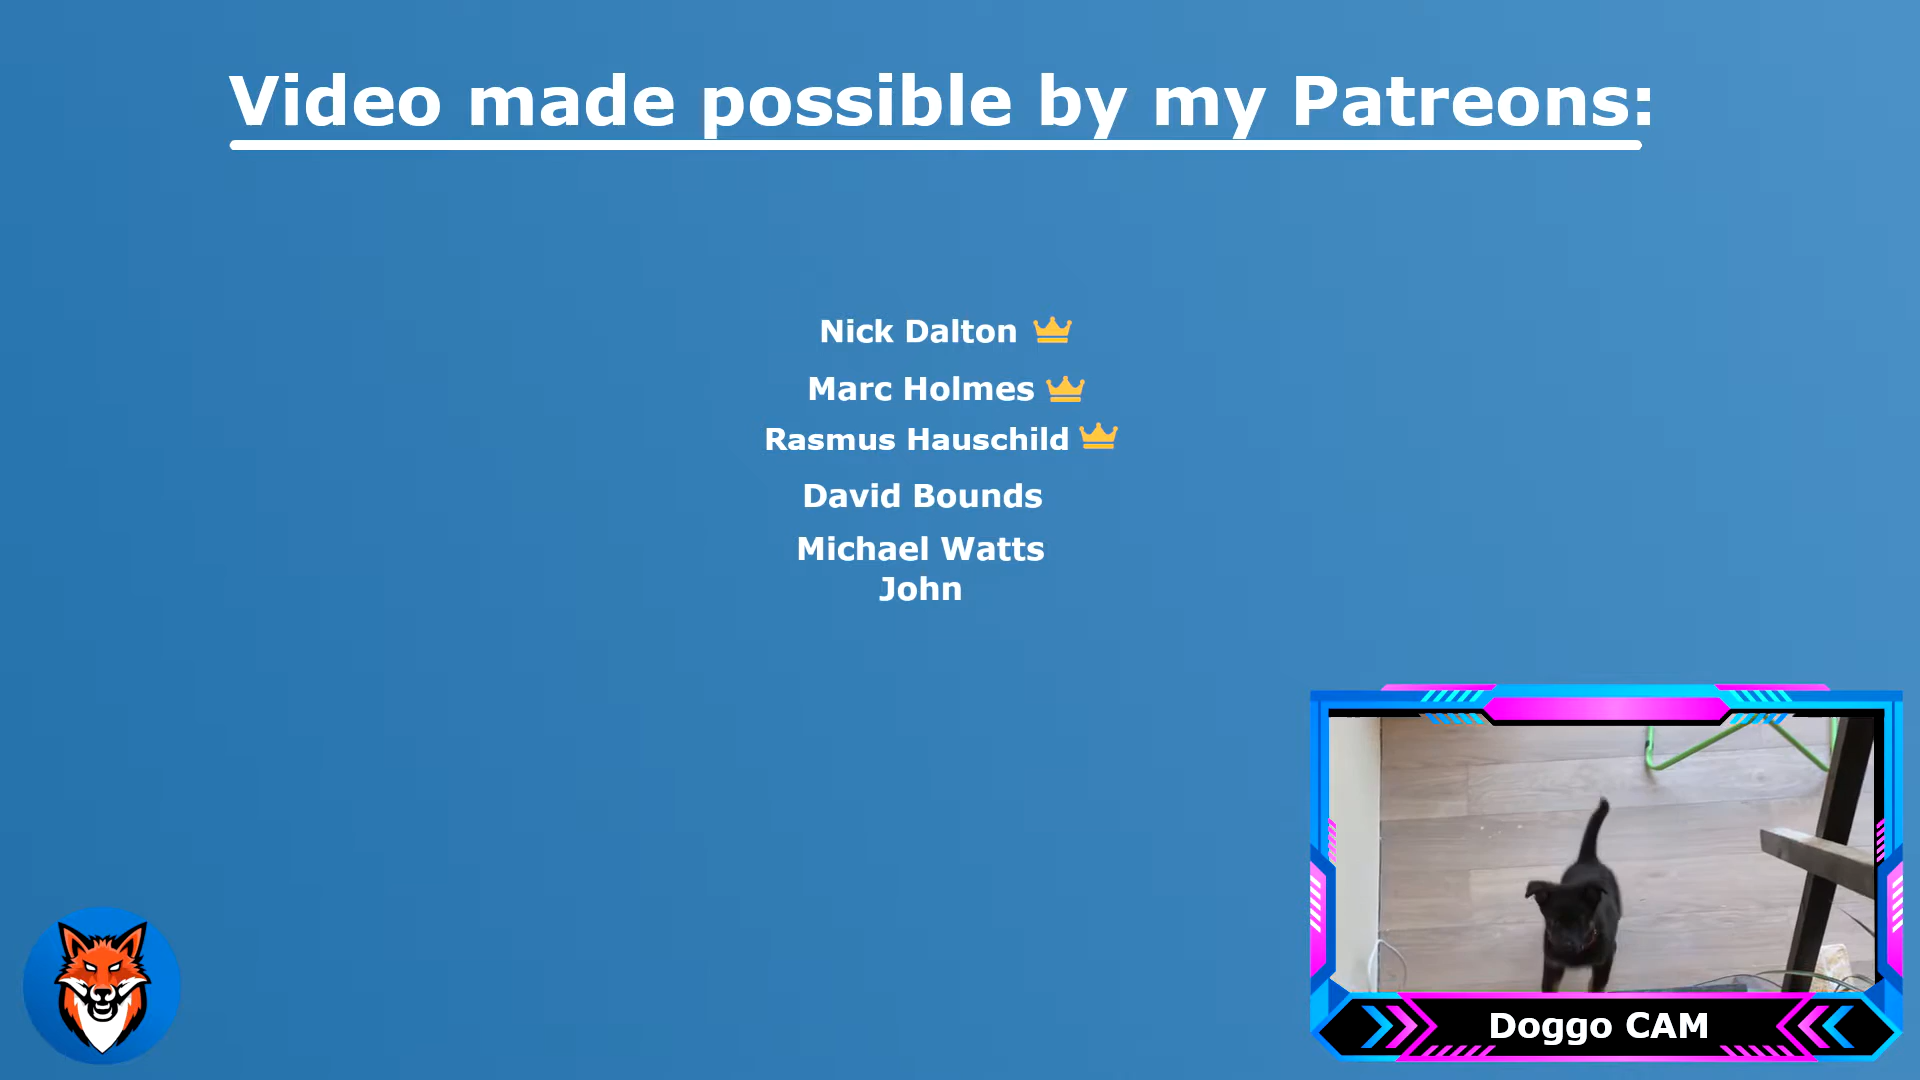 Video made possible by my Patreons:
Nick Dalton
Marc Holmes
Rasmus Hauschild
David Bounds
Michael Watts
John
Doggo CAM